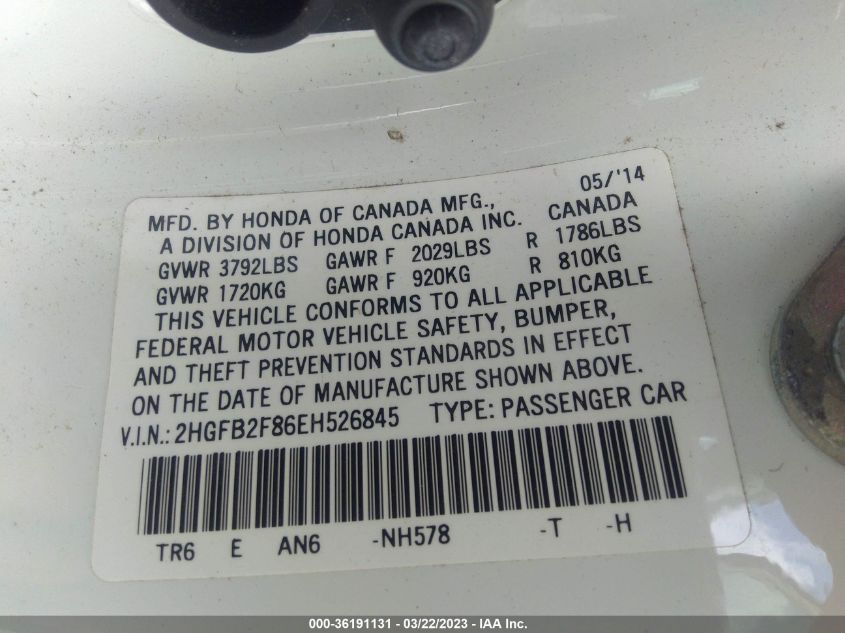 05/'14
MFD. BY HONDA OF CANADA MFG.,
A DIVISION OF HONDA CANADA INC. CANADA
GVWR 3792LBS GAWR F 2029LBS R 1786LBS
GVWR 1720KG GAWR F 920KG R 810KG
THIS VEHICLE CONFORMS TO ALL APPLICABLE
FEDERAL MOTOR VEHICLE SAFETY, BUMPER,
AND THEFT PREVENTION STANDARDS IN EFFECT
ON THE DATE OF MANUFACTURE SHOWN ABOVE.
V.I.N.: 2HGFB2F86EH526845 TYPE: PASSENGER CAR
TR6 E AN6 -NH578 -T -H
000-36191131 - 03/22/2023 - IAA Inc.